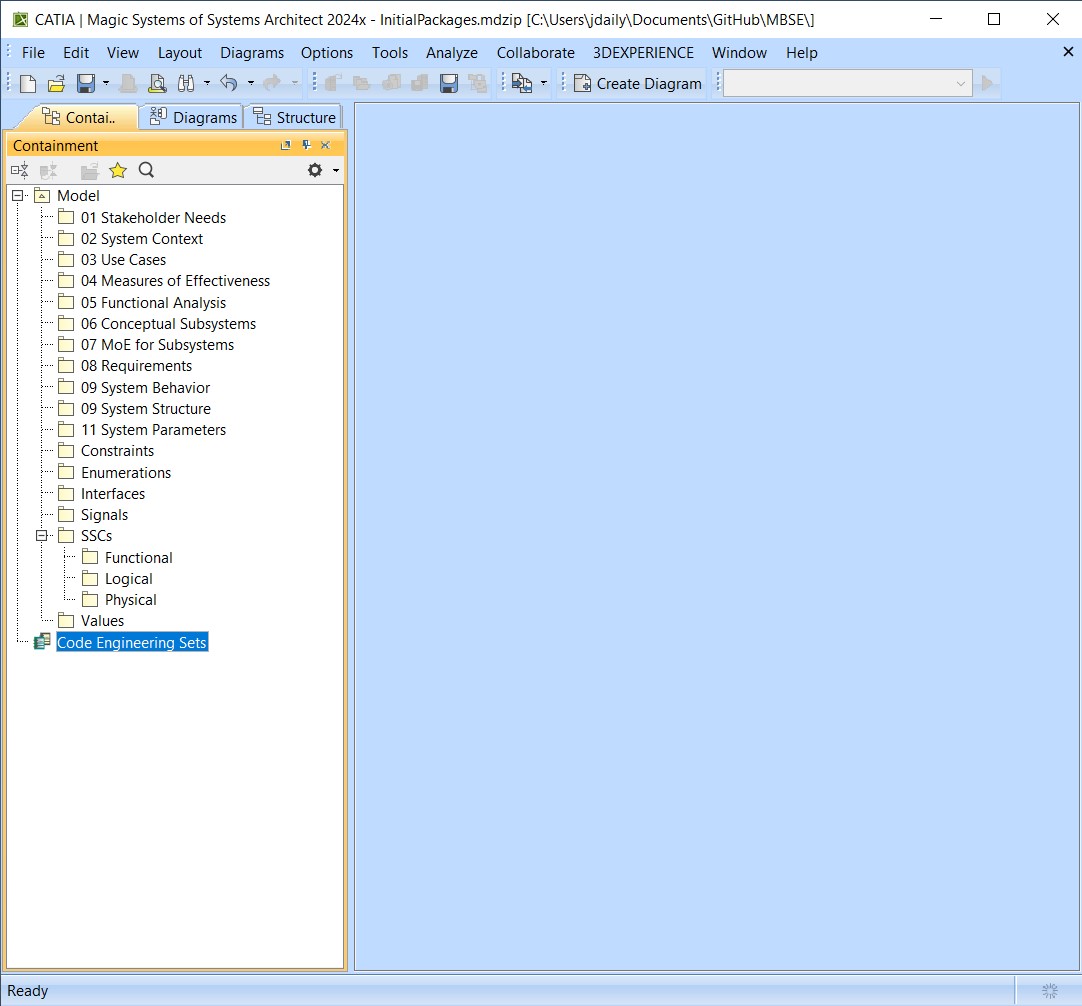 CATIA | Magic Systems of Systems Architect 2024x - InitialPackages.mdzip [C:\Users\jdaily\Documents\GitHub\MBSE\]
File Edit View Layout Diagrams Options Tools Analyze Collaborate 3DEXPERIENCE Window Help
Create Diagram
Contai.. Diagrams Structure
Containment
Model
01 Stakeholder Needs
02 System Context
03 Use Cases
04 Measures of Effectiveness
05 Functional Analysis
06 Conceptual Subsystems
07 MoE for Subsystems
08 Requirements
09 System Behavior
09 System Structure
11 System Parameters
Constraints
Enumerations
Interfaces
Signals
SSCs
Functional
Logical
Physical
Values
Code Engineering Sets
Ready